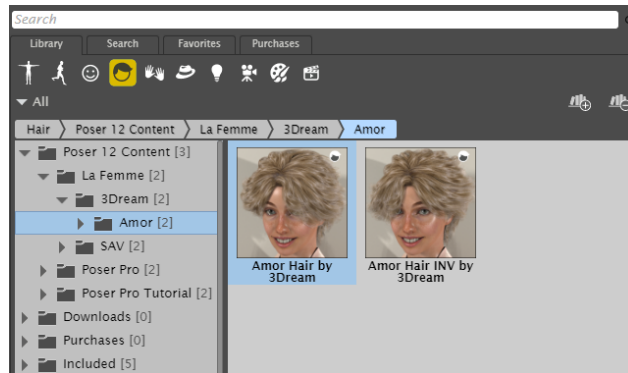 Search
Library Search Favorites Purchases
All
Hair Poser 12 Content La Femme 3Dream Amor
Poser 12 Content [3]
La Femme [2]
3Dream [2]
Amor [2]
SAV [2]
Poser Pro [2]
Poser Pro Tutorial [2]
Downloads [0]
Purchases [0]
Included [5]
Amor Hair by
3Dream
Amor Hair INV by
3Dream